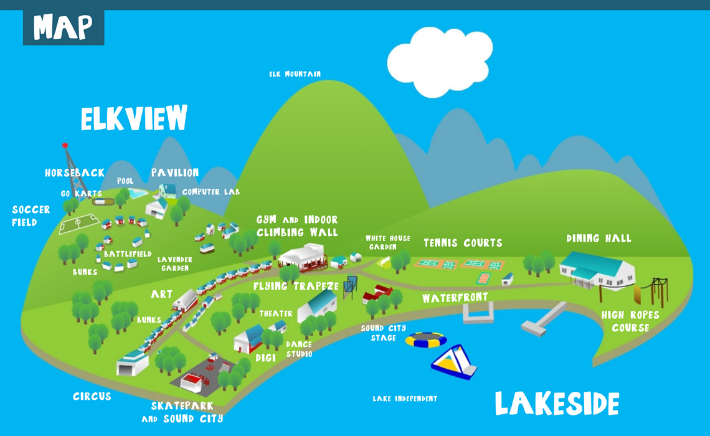 MAP
ELK MOUNTAIN
ELKVIEW
HORSEBACK
PAVILION
POOL
GO KARTS
COMPUTER LAB
SOCCER
FIELD
GYM AND INDOOR
CLIMBING WALL
WHITE HOUSE
GARDEN
TENNIS COURTS
DINING HALL
BATTLEFIELD
LAVENDER
GARDEN
BUNKS
FLYING TRAPEZE
ART
WATERFRONT
BUNKS
THEATER
HIGH ROPES
COURSE
SOUND CITY
STAGE
DANCE
STUDIO
DIGI
CIRCUS
LAKE INDEPENDENT
LAKESIDE
SKATEPARK
AND SOUND CITY